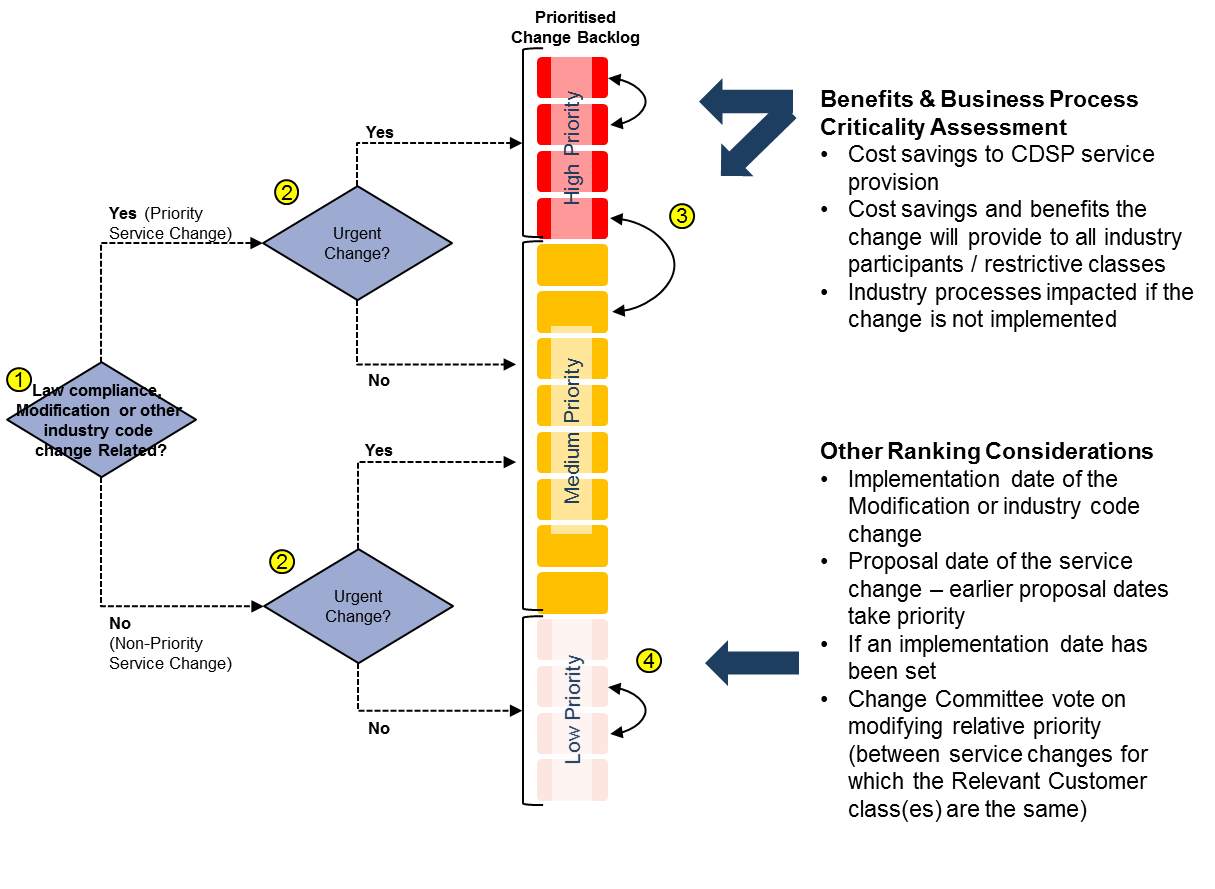 Prioritised
Change Backlog
High Priority
Medium Priority
Low Priority
Yes
2
Urgent
Change?
Yes (Priority
Service Change)
No
1
Law compliance,
Modification or other
industry code
change Related?
Yes
2
Urgent
Change?
No
(Non-Priority
Service Change)
No
3
4
Benefits & Business Process
Criticality Assessment
• Cost savings to CDSP service
provision
• Cost savings and benefits the
change will provide to all industry
participants / restrictive classes
• Industry processes impacted if the
change is not implemented
Other Ranking Considerations
• Implementation date of the
Modification or industry code
change
• Proposal date of the service
change – earlier proposal dates
take priority
• If an implementation date has
been set
• Change Committee vote on
modifying relative priority
(between service changes for
which the Relevant Customer
class(es) are the same)